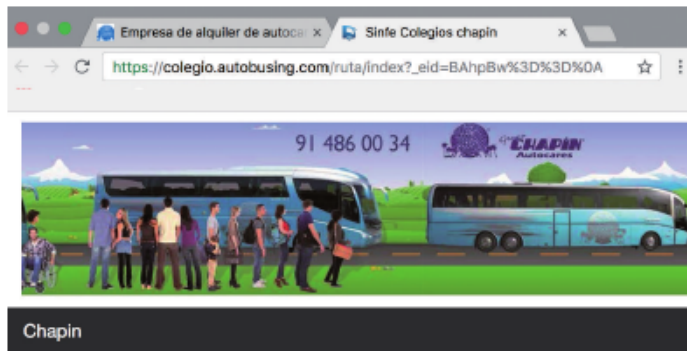 Empresa de alquiler de autoca
Sinfe Colegios chapin
https://colegio.autobusing.com/ruta/index?_eid=BAhpBw%3D%3D%0A
91 486 00 34
CHAPÍN
Autocares
Chapin